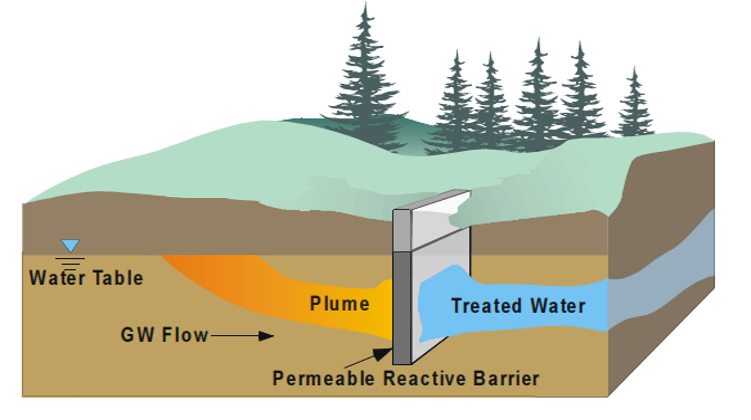 Water Table
Plume
Treated Water
GW Flow
Permeable Reactive Barrier